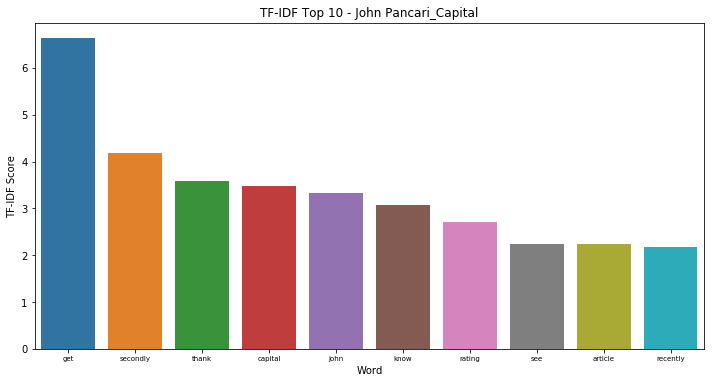 TF-IDF Top 10 - John Pancari_Capital
TF-IDF Score
6
5
4
3
2
1
0
get secondly thank capital john know rating see article recently
Word